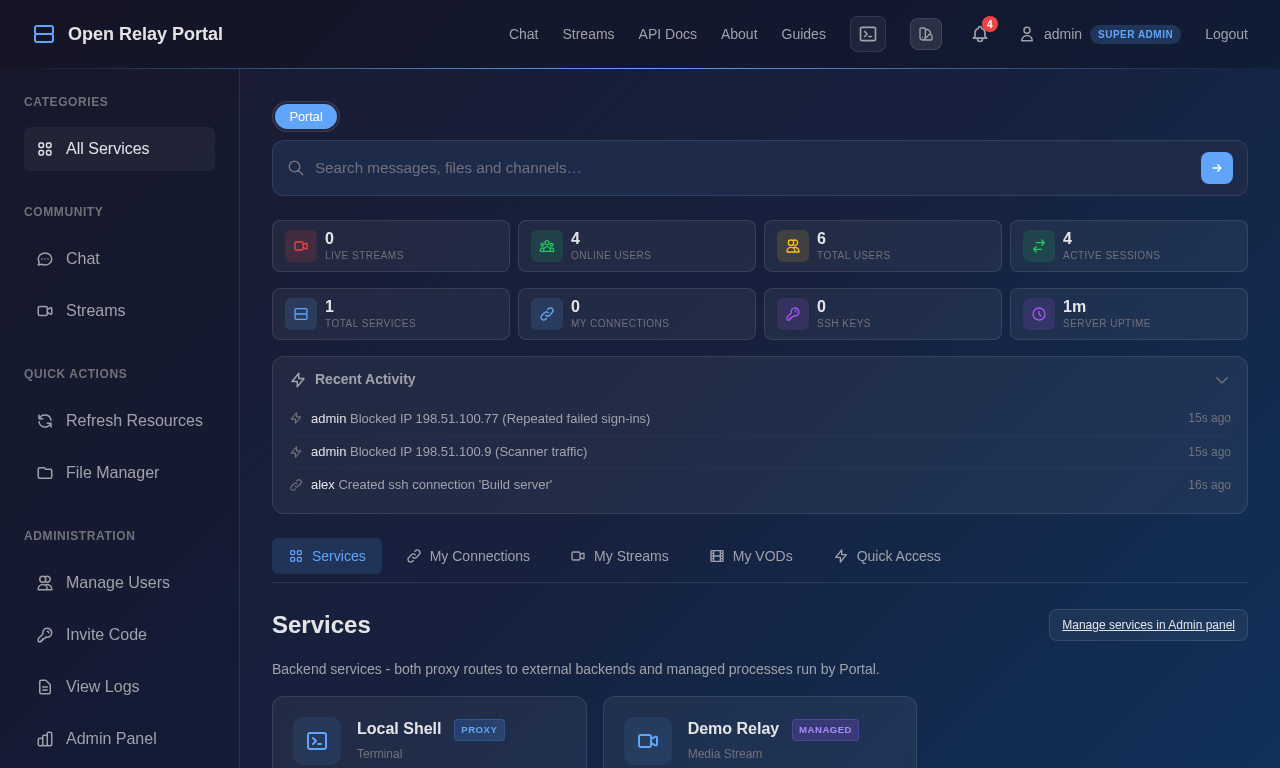 Open Relay Portal
Chat
Streams
API Docs
About
Guides
4
admin
SUPER ADMIN
Logout
CATEGORIES
All Services
COMMUNITY
Chat
Streams
QUICK ACTIONS
Refresh Resources
File Manager
ADMINISTRATION
Manage Users
Invite Code
View Logs
Admin Panel
Portal
Search messages, files and channels…
0
LIVE STREAMS
4
ONLINE USERS
6
TOTAL USERS
4
ACTIVE SESSIONS
1
TOTAL SERVICES
0
MY CONNECTIONS
0
SSH KEYS
1m
SERVER UPTIME
Recent Activity
admin Blocked IP 198.51.100.77 (Repeated failed sign-ins) 15s ago
admin Blocked IP 198.51.100.9 (Scanner traffic) 15s ago
alex Created ssh connection 'Build server' 16s ago
Services
My Connections
My Streams
My VODs
Quick Access
Services
Manage services in Admin panel
Backend services - both proxy routes to external backends and managed processes run by Portal.
Local Shell PROXY
Terminal
Demo Relay MANAGED
Media Stream